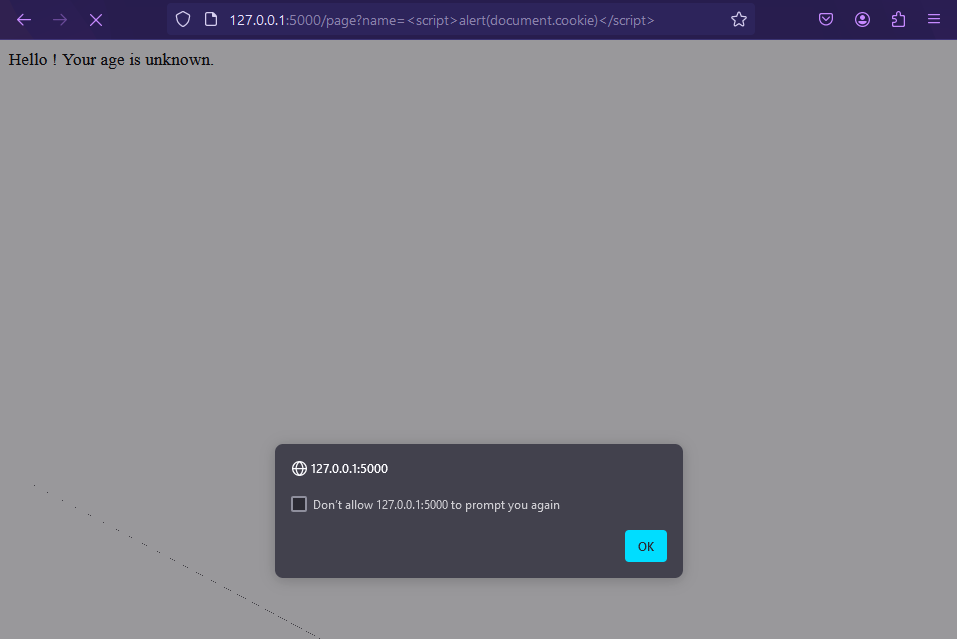 127.0.0.1:5000/page?name=<script>alert(document.cookie)</script>
Hello ! Your age is unknown.
127.0.0.1:5000
Don't allow 127.0.0.1:5000 to prompt you again
OK